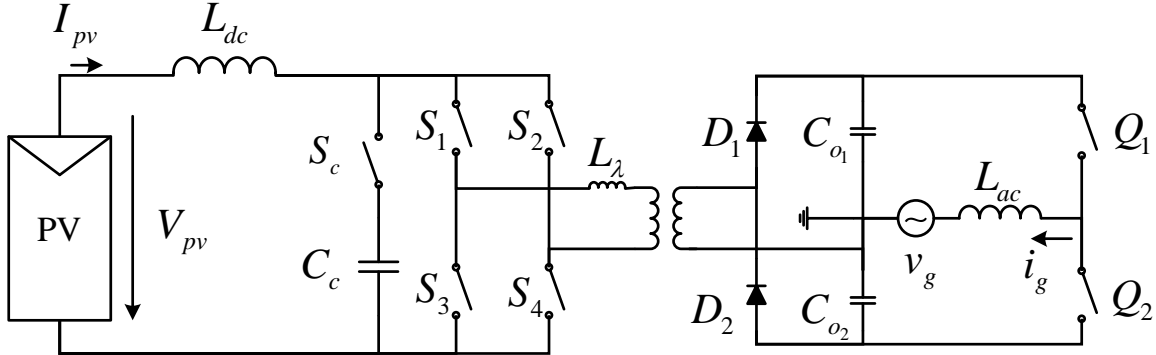 I_pv
L_dc
S_1
S_2
D_1
C_o1
Q_1
S_c
L_λ
L_ac
PV
V_pv
C_c
v_g
i_g
S_3
S_4
D_2
C_o2
Q_2